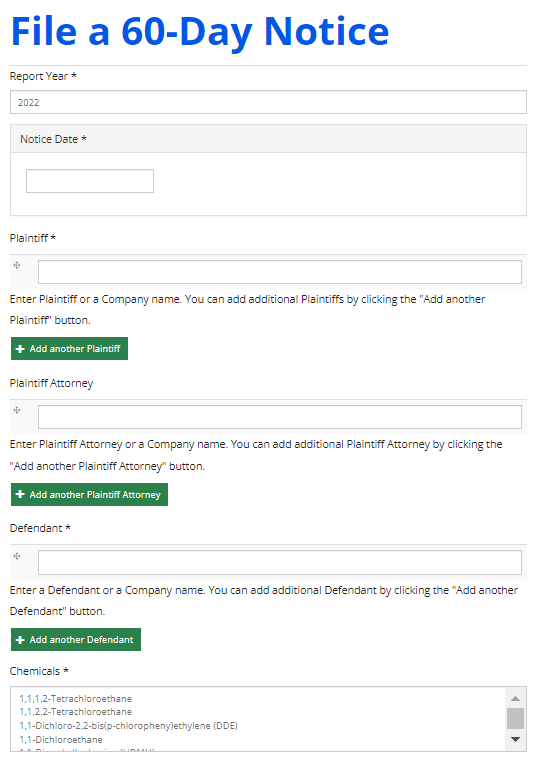 File a 60-Day Notice
Report Year *
2022
Notice Date *
Plaintiff *
Enter Plaintiff or a Company name. You can add additional Plaintiffs by clicking the "Add another
Plaintiff" button.
Add another Plaintiff
Plaintiff Attorney
Enter Plaintiff Attorney or a Company name. You can add additional Plaintiff Attorney by clicking the
"Add another Plaintiff Attorney" button.
Add another Plaintiff Attorney
Defendant *
Enter a Defendant or a Company name. You can add additional Defendant by clicking the "Add another
Defendant" button.
Add another Defendant
Chemicals *
1,1,1,2-Tetrachloroethane
1,1,2,2-Tetrachloroethane
1,1-Dichloro-2,2-bis(p-chloropheny)ethylene (DDE)
1,1-Dichloroethane